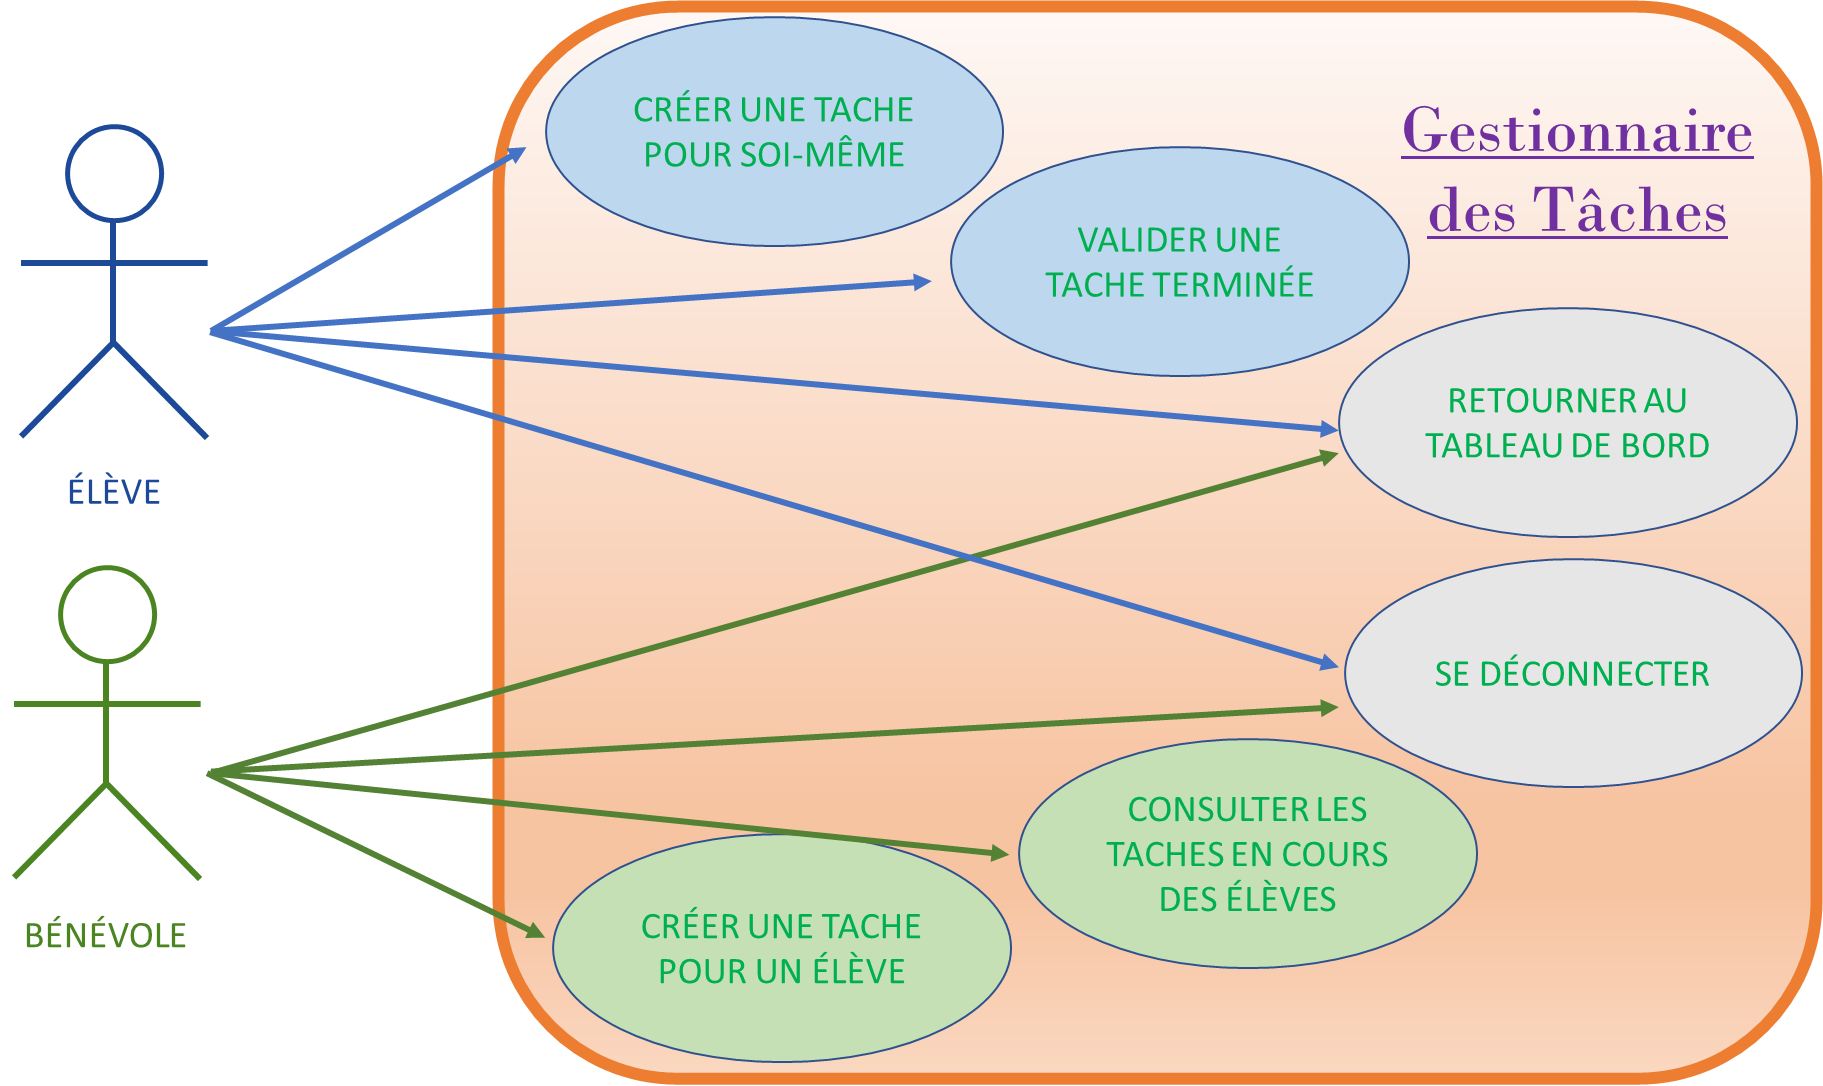 CRÉER UNE TACHE
POUR SOI-MÊME
Gestionnaire
des Tâches
VALIDER UNE
TACHE TERMINÉE
RETOURNER AU
TABLEAU DE BORD
ÉLÈVE
SE DÉCONNECTER
CONSULTER LES
TACHES EN COURS
DES ÉLÈVES
BÉNÉVOLE
CRÉER UNE TACHE
POUR UN ÉLÈVE